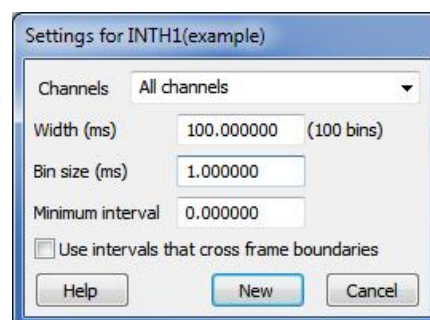 Settings for INTH1(example)
Channels All channels
Width (ms) 100.000000 (100 bins)
Bin size (ms) 1.000000
Minimum interval 0.000000
Use intervals that cross frame boundaries
Help New Cancel